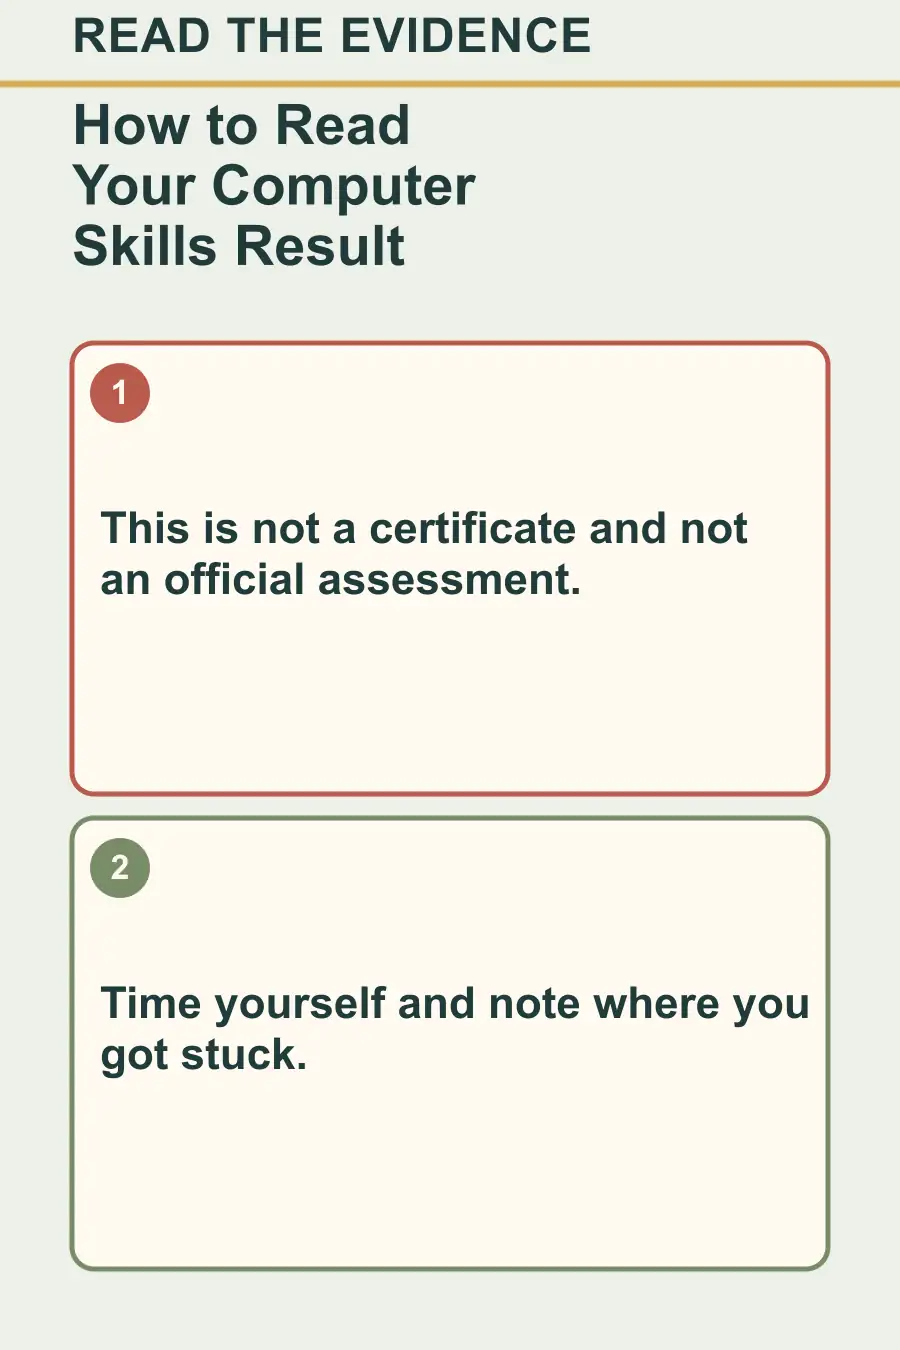 READ THE EVIDENCE
How to Read
Your Computer
Skills Result
1
This is not a certificate and not
an official assessment.
2
Time yourself and note where you
got stuck.